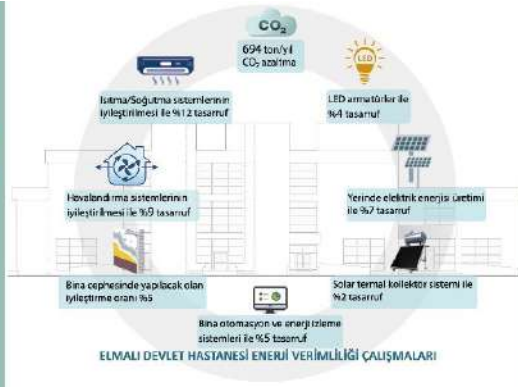 CO₂
694 ton/yıl
CO₂ azaltma
Isıtma/Soğutma sistemlerinin
iyileştirilmesi ile %12 tasarruf
LED
LED armatürler ile
%4 tasarruf
Havalandırma sistemlerinin
iyileştirilmesi ile %9 tasarruf
Yerinde elektrik enerjisi üretimi
ile %7 tasarruf
Bina cephesinde yapılacak olan
iyileştirme oranı %5
Solar termal kollektör sistemi ile
%2 tasarruf
Bina otomasyon ve enerji izleme
sistemleri ile %5 tasarruf
ELMALI DEVLET HASTANESİ ENERJİ VERİMLİLİĞİ ÇALIŞMALARI